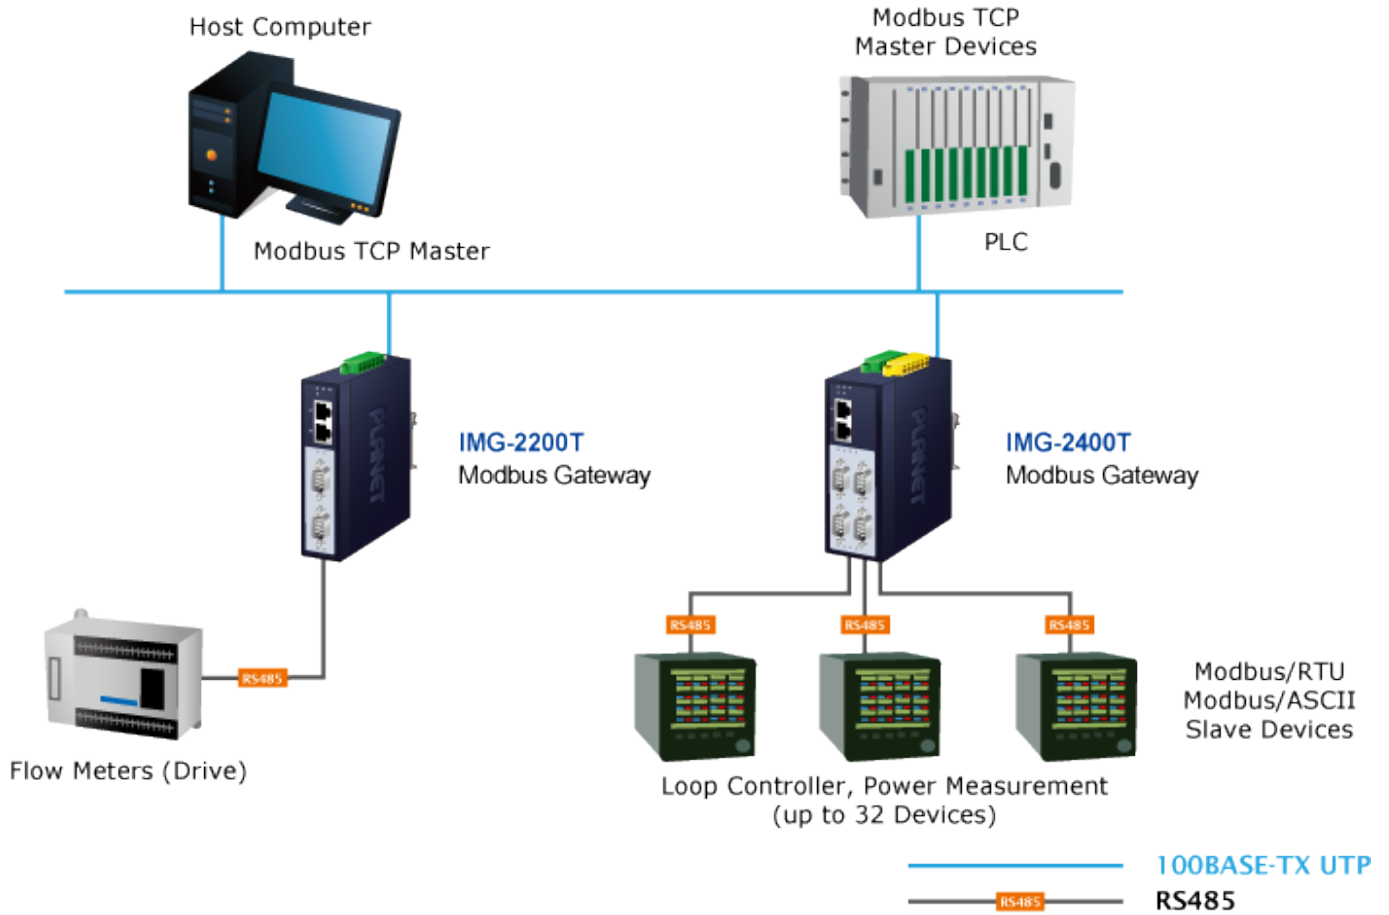 Host Computer
Modbus TCP
Master Devices
Modbus TCP Master
PLC
PLANET
IMG-2200T
Modbus Gateway
PLANET
IMG-2400T
Modbus Gateway
RS485
RS485
RS485
RS485
Modbus/RTU
Modbus/ASCII
Slave Devices
Flow Meters (Drive)
Loop Controller, Power Measurement
(up to 32 Devices)
100BASE-TX UTP
RS485
RS485